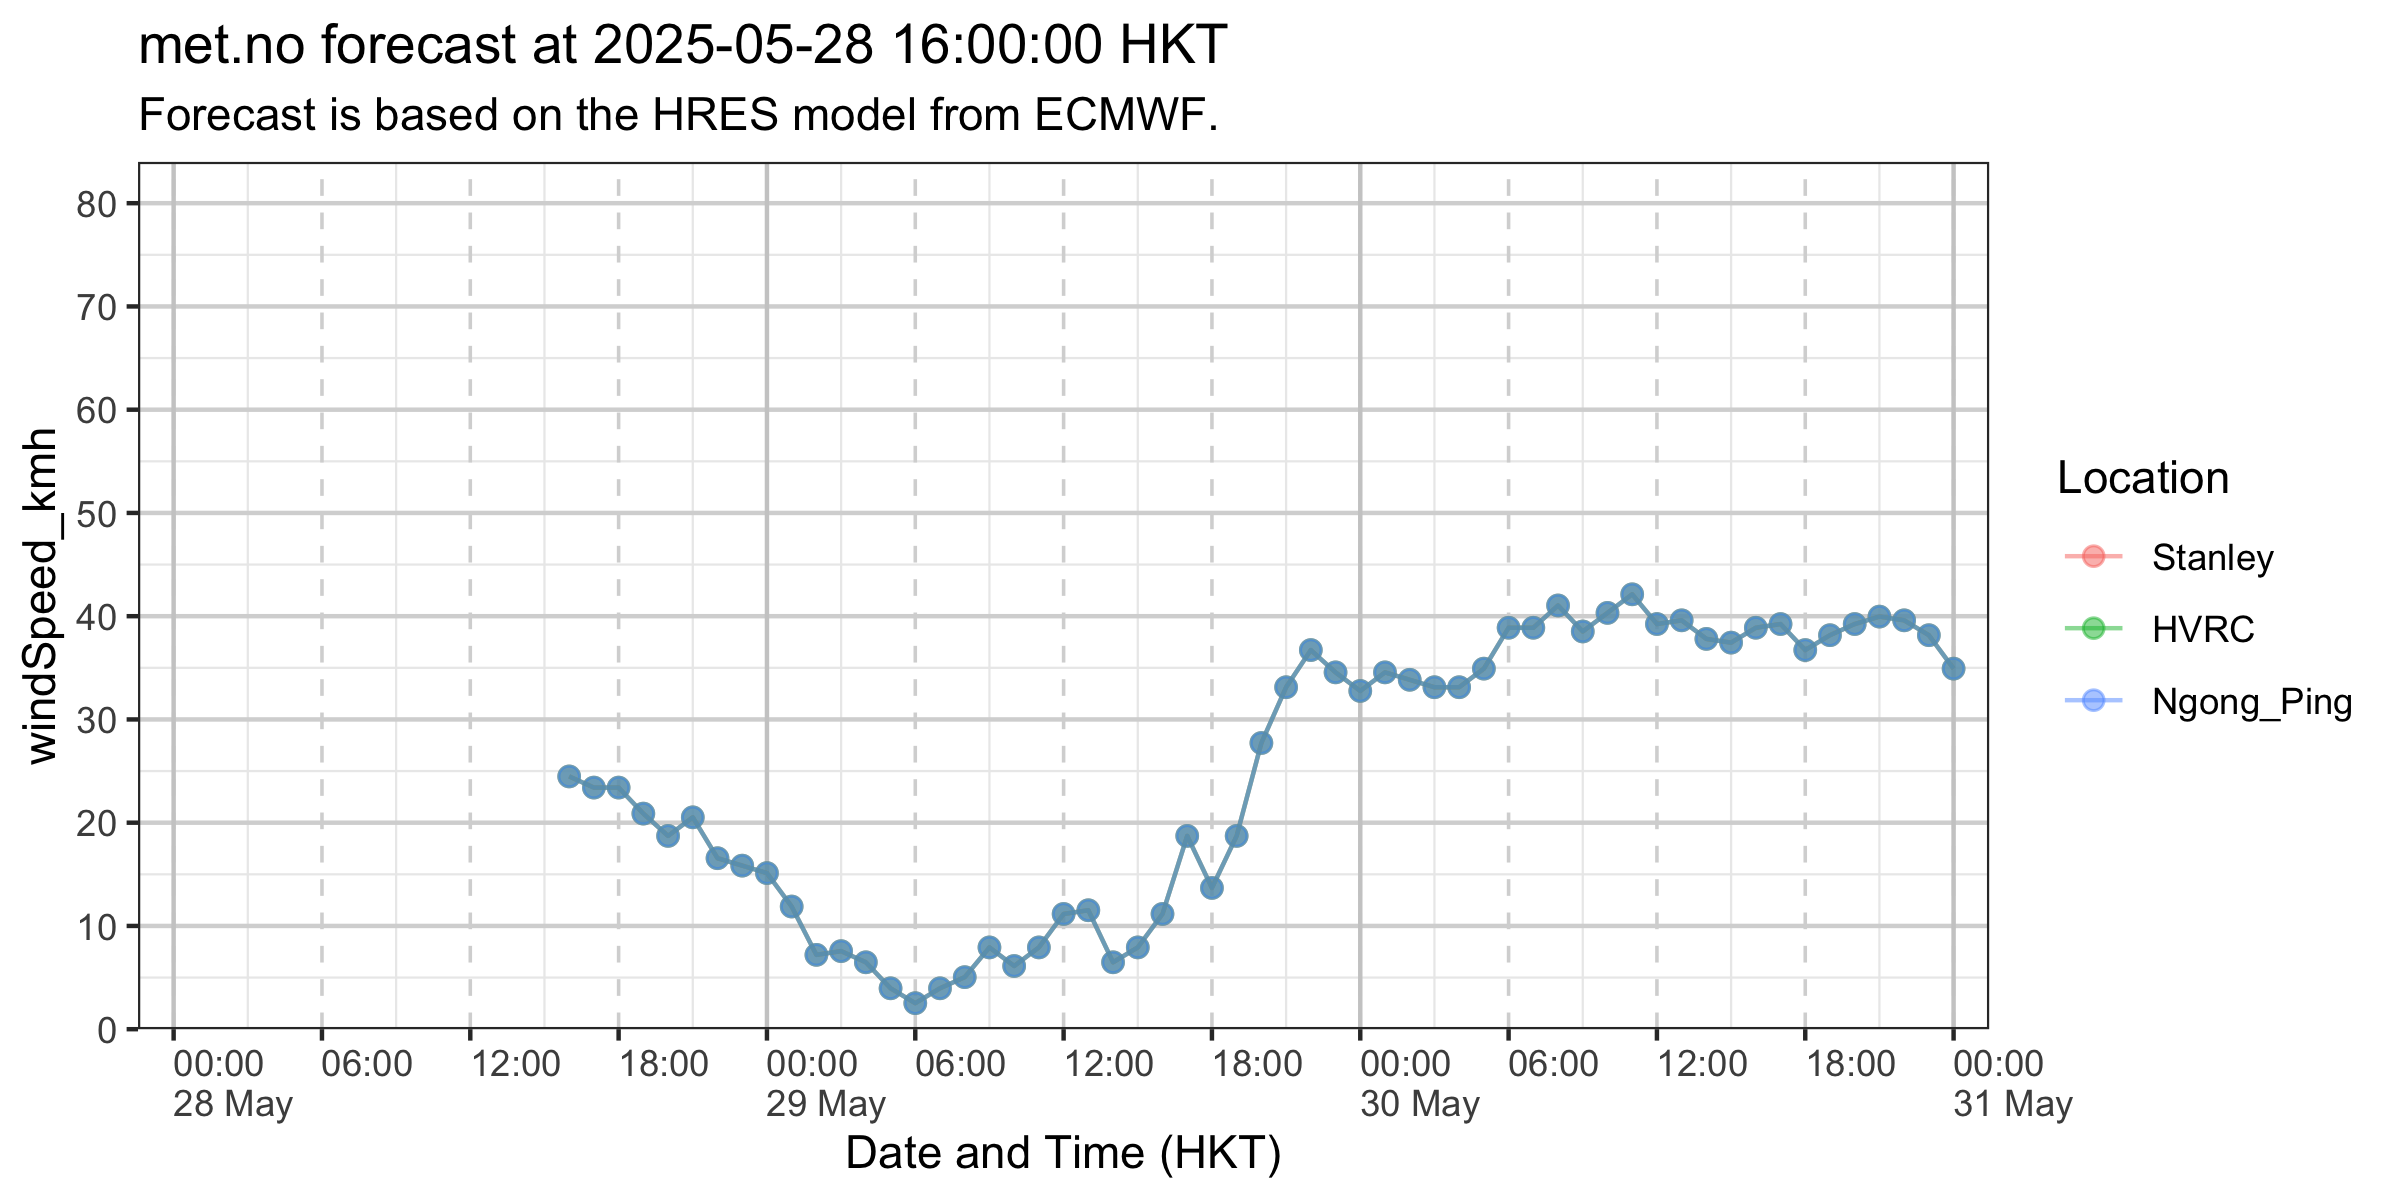 met.no forecast at 2025-05-28 16:00:00 HKT
Forecast is based on the HRES model from ECMWF.
windSpeed_kmh
80
70
60
50
40
30
20
10
0
00:00 06:00 12:00 18:00 00:00 06:00 12:00 18:00 00:00 06:00 12:00 18:00 00:00
28 May 29 May 30 May 31 May
Date and Time (HKT)
Location
Stanley
HVRC
Ngong_Ping